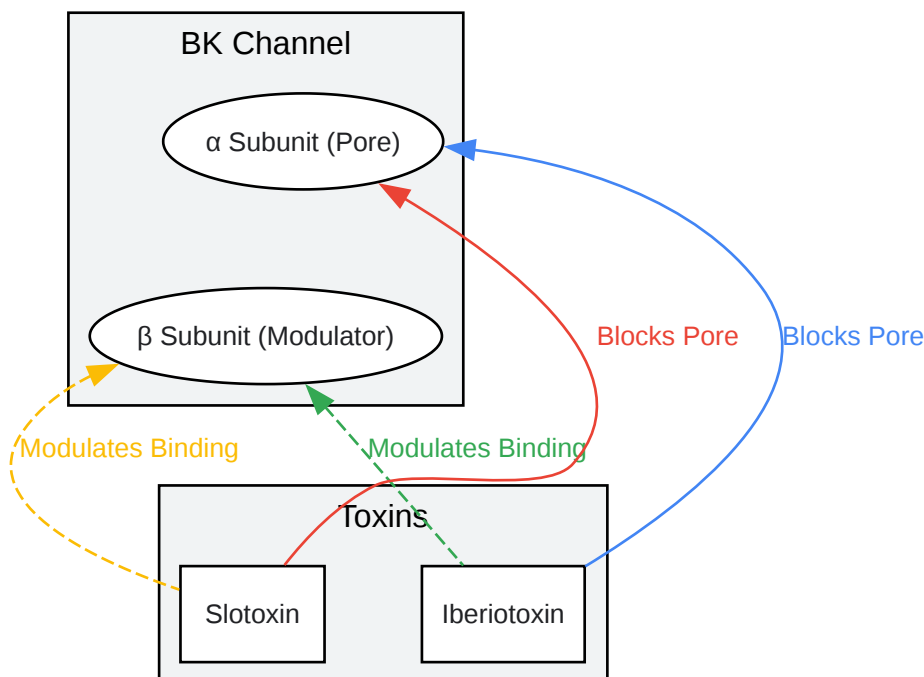 BK Channel
α Subunit (Pore)
β Subunit (Modulator)
Blocks Pore
Blocks Pore
Modulates Binding
Modulates Binding
Toxins
Slotoxin
Iberiotoxin